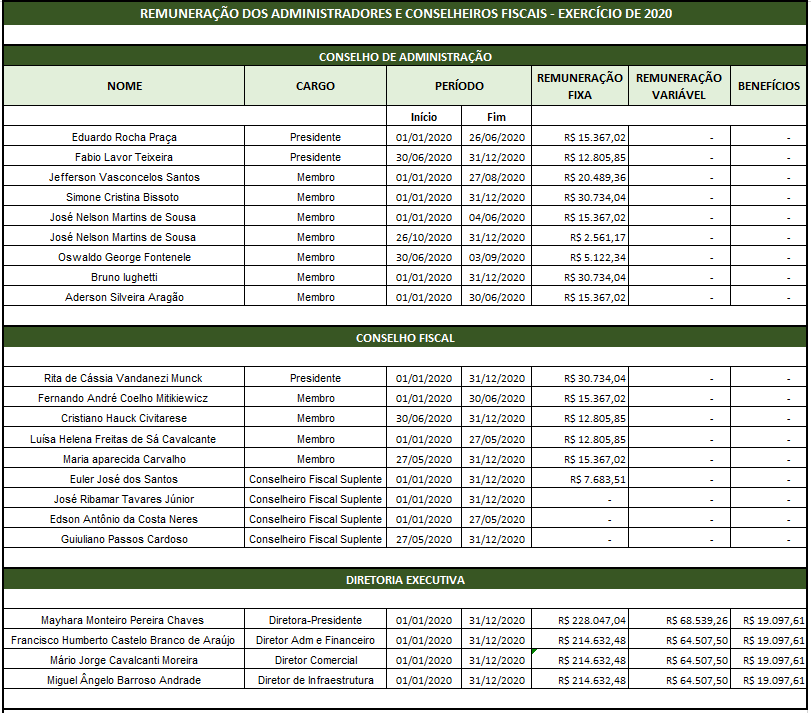 REMUNERAÇÃO DOS ADMINISTRADORES E CONSELHEIROS FISCAIS - EXERCÍCIO DE 2020
CONSELHO DE ADMINISTRAÇÃO
NOME CARGO PERÍODO REMUNERAÇÃO FIXA REMUNERAÇÃO VARIÁVEL BENEFÍCIOS
Início Fim
Eduardo Rocha Praça Presidente 01/01/2020 26/06/2020 R$ 15.367,02 - -
Fabio Lavor Teixeira Presidente 30/06/2020 31/12/2020 R$ 12.805,85 - -
Jefferson Vasconcelos Santos Membro 01/01/2020 27/08/2020 R$ 20.489,36 - -
Simone Cristina Bissoto Membro 01/01/2020 31/12/2020 R$ 30.734,04 - -
José Nelson Martins de Sousa Membro 01/01/2020 04/06/2020 R$ 15.367,02 - -
José Nelson Martins de Sousa Membro 26/10/2020 31/12/2020 R$ 2.561,17 - -
Oswaldo George Fontenele Membro 30/06/2020 03/09/2020 R$ 5.122,34 - -
Bruno Iughetti Membro 01/01/2020 31/12/2020 R$ 30.734,04 - -
Aderson Silveira Aragão Membro 01/01/2020 30/06/2020 R$ 15.367,02 - -
CONSELHO FISCAL
Rita de Cássia Vandanezi Munck Presidente 01/01/2020 31/12/2020 R$ 30.734,04 - -
Fernando André Coelho Mitikiewicz Membro 01/01/2020 30/06/2020 R$ 15.367,02 - -
Cristiano Hauck Civitarese Membro 30/06/2020 31/12/2020 R$ 12.805,85 - -
Luísa Helena Freitas de Sá Cavalcante Membro 01/01/2020 27/05/2020 R$ 12.805,85 - -
Maria aparecida Carvalho Membro 27/05/2020 31/12/2020 R$ 15.367,02 - -
Euler José dos Santos Conselheiro Fiscal Suplente 01/01/2020 31/12/2020 R$ 7.683,51 - -
José Ribamar Tavares Júnior Conselheiro Fiscal Suplente 01/01/2020 31/12/2020 - - -
Edson Antônio da Costa Neres Conselheiro Fiscal Suplente 01/01/2020 27/05/2020 - - -
Guiuliano Passos Cardoso Conselheiro Fiscal Suplente 27/05/2020 31/12/2020 - - -
DIRETORIA EXECUTIVA
Mayhara Monteiro Pereira Chaves Diretora-Presidente 01/01/2020 31/12/2020 R$ 228.047,04 R$ 68.539,26 R$ 19.097,61
Francisco Humberto Castelo Branco de Araújo Diretor Adm e Financeiro 01/01/2020 31/12/2020 R$ 214.632,48 R$ 64.507,50 R$ 19.097,61
Mário Jorge Cavalcanti Moreira Diretor Comercial 01/01/2020 31/12/2020 R$ 214.632,48 R$ 64.507,50 R$ 19.097,61
Miguel Ângelo Barroso Andrade Diretor de Infraestrutura 01/01/2020 31/12/2020 R$ 214.632,48 R$ 64.507,50 R$ 19.097,61